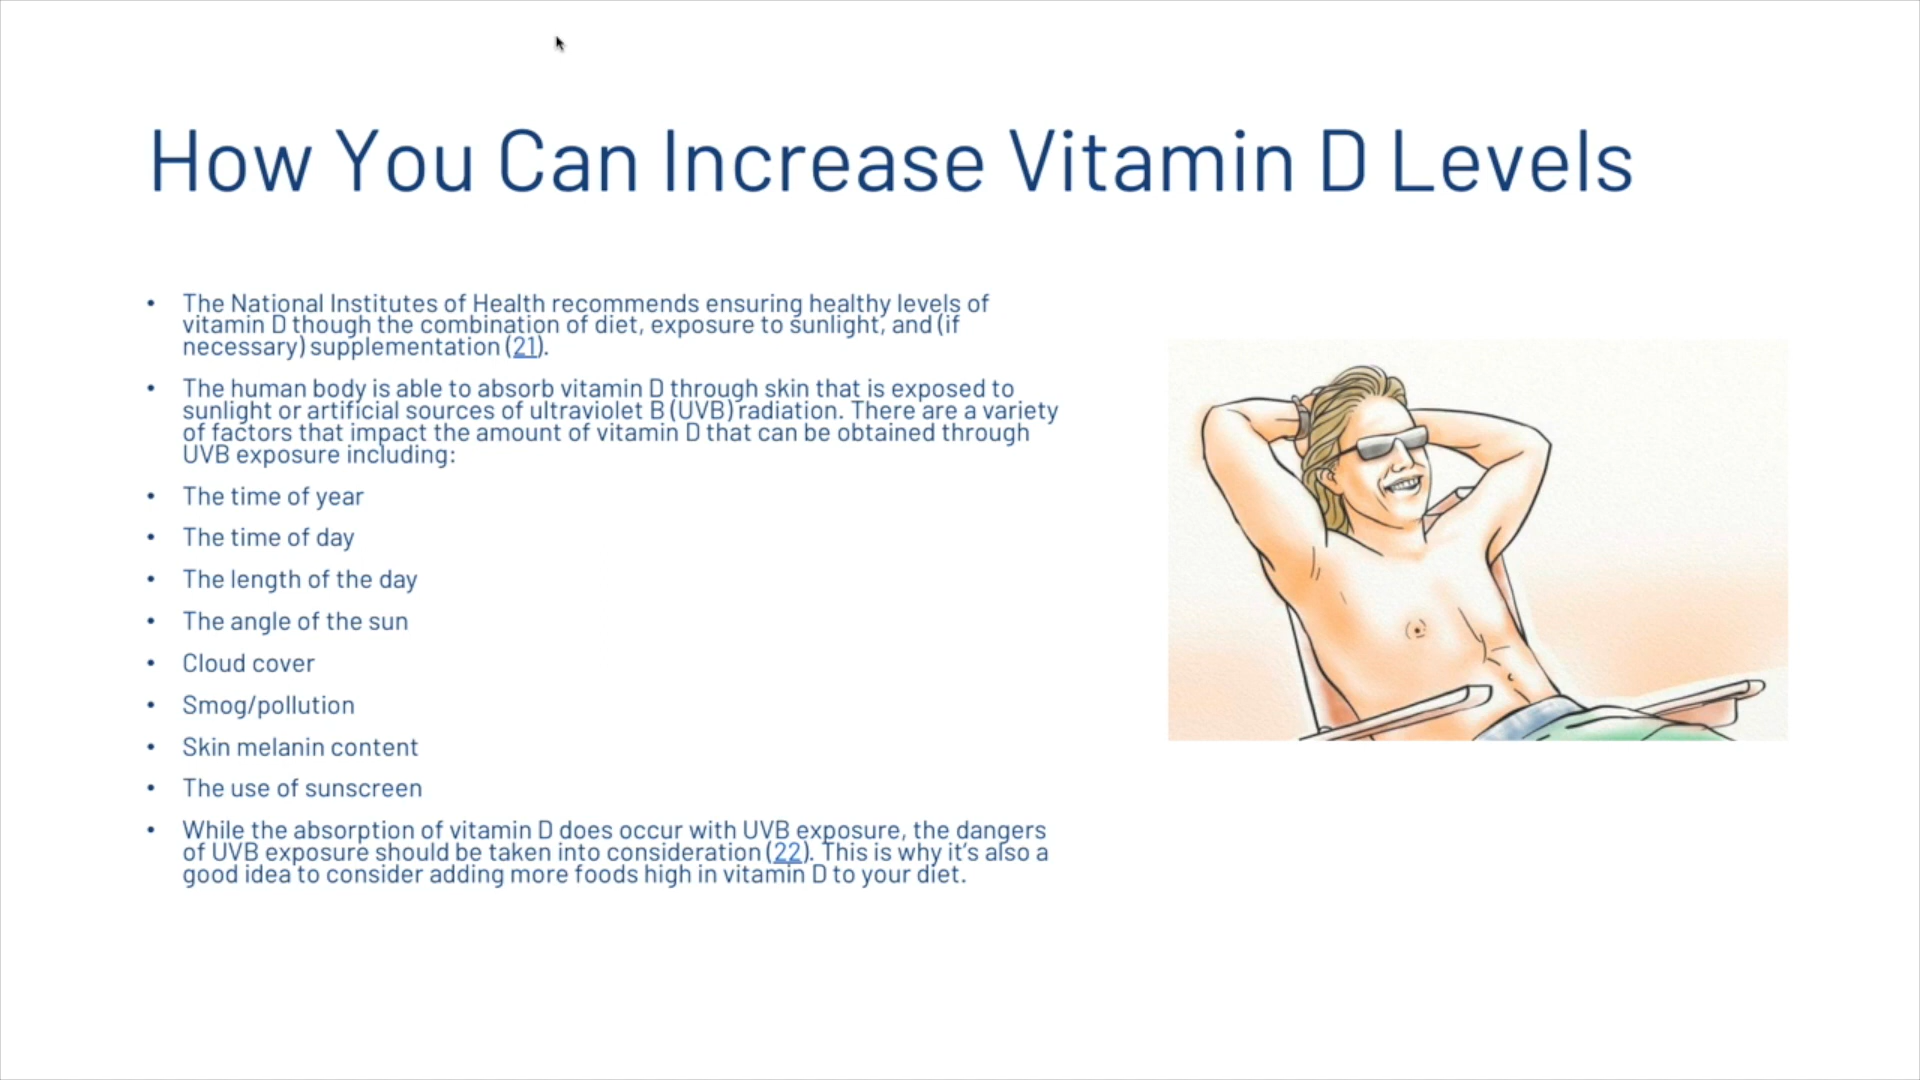 How You Can Increase Vitamin D Levels
• The National Institutes of Health recommends ensuring healthy levels of
vitamin D though the combination of diet, exposure to sunlight, and (if
necessary) supplementation (21).
• The human body is able to absorb vitamin D through skin that is exposed to
sunlight or artificial sources of ultraviolet B (UVB) radiation. There are a variety
of factors that impact the amount of vitamin D that can be obtained through
UVB exposure including:
• The time of year
• The time of day
• The length of the day
• The angle of the sun
• Cloud cover
• Smog/pollution
• Skin melanin content
• The use of sunscreen
• While the absorption of vitamin D does occur with UVB exposure, the dangers
of UVB exposure should be taken into consideration (22). This is why it’s also a
good idea to consider adding more foods high in vitamin D to your diet.